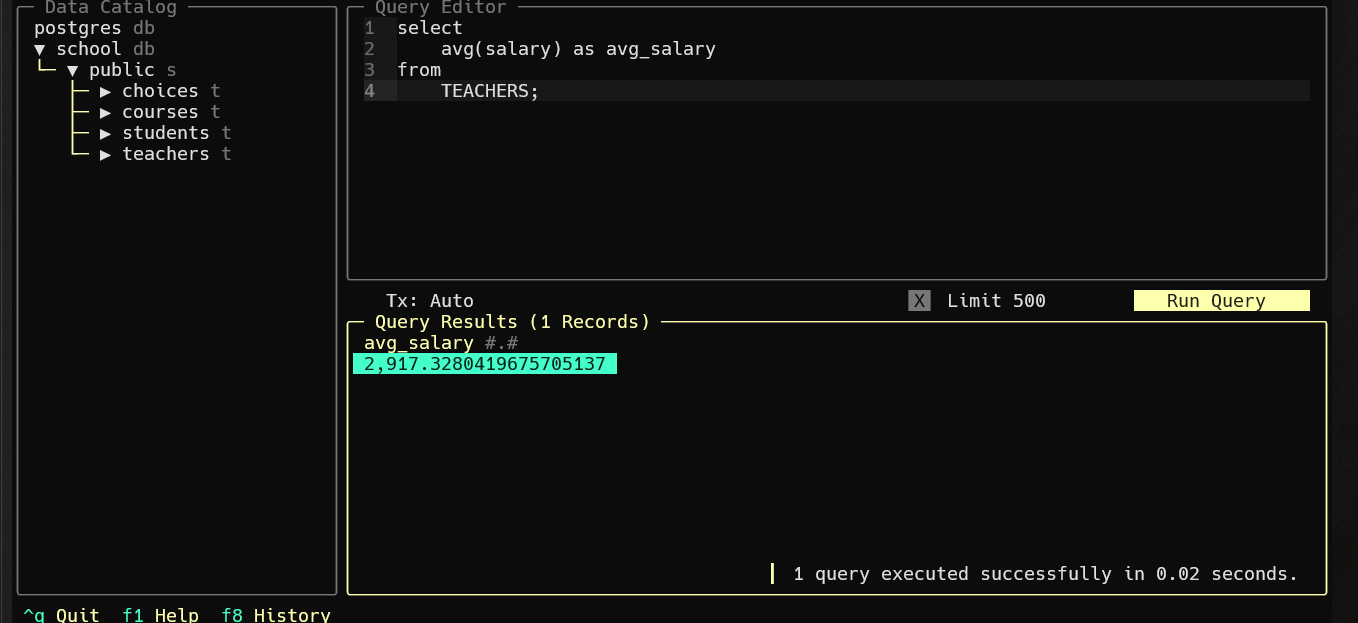 Data Catalog
postgres db
▼ school db
▼ public s
▶ choices t
▶ courses t
▶ students t
▶ teachers t
Query Editor
1 select
2     avg(salary) as avg_salary
3 from
4     TEACHERS;
Tx: Auto
X Limit 500
Run Query
Query Results (1 Records)
avg_salary #.#
2,917.3280419675705137
1 query executed successfully in 0.02 seconds.
^q Quit  f1 Help  f8 History